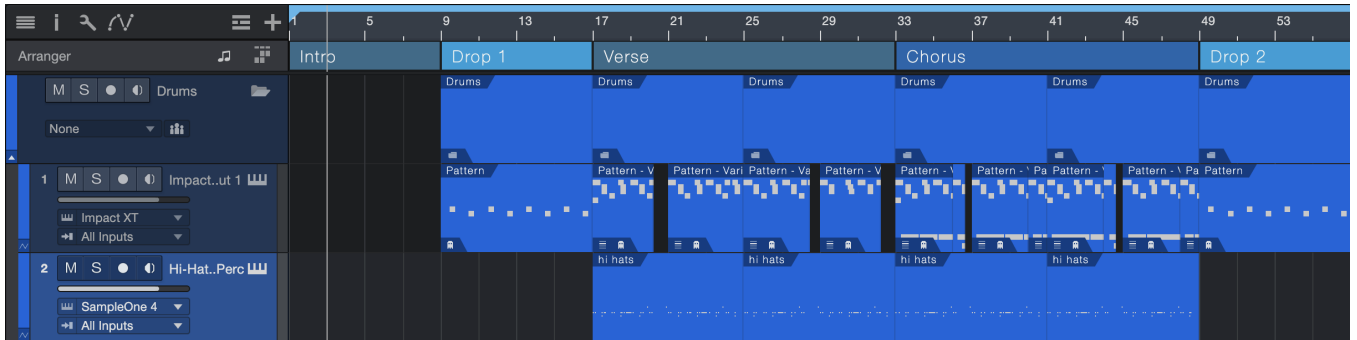 1 5 9 13 17 21 25 29 33 37 41 45 49 53
Arranger Intro Drop 1 Verse Chorus Drop 2
M S Drums Drums Drums Drums Drums Drums Drums
None
1 M S Impact..ut 1 Pattern Pattern - V Pattern - Vari Pattern - Va Pattern - V Pattern - \ Pattern - ' Pa Pattern - \ Pattern - \ Pa Pattern
Impact XT
All Inputs
2 M S Hi-Hat..Perc hi hats hi hats hi hats hi hats
SampleOne 4
All Inputs